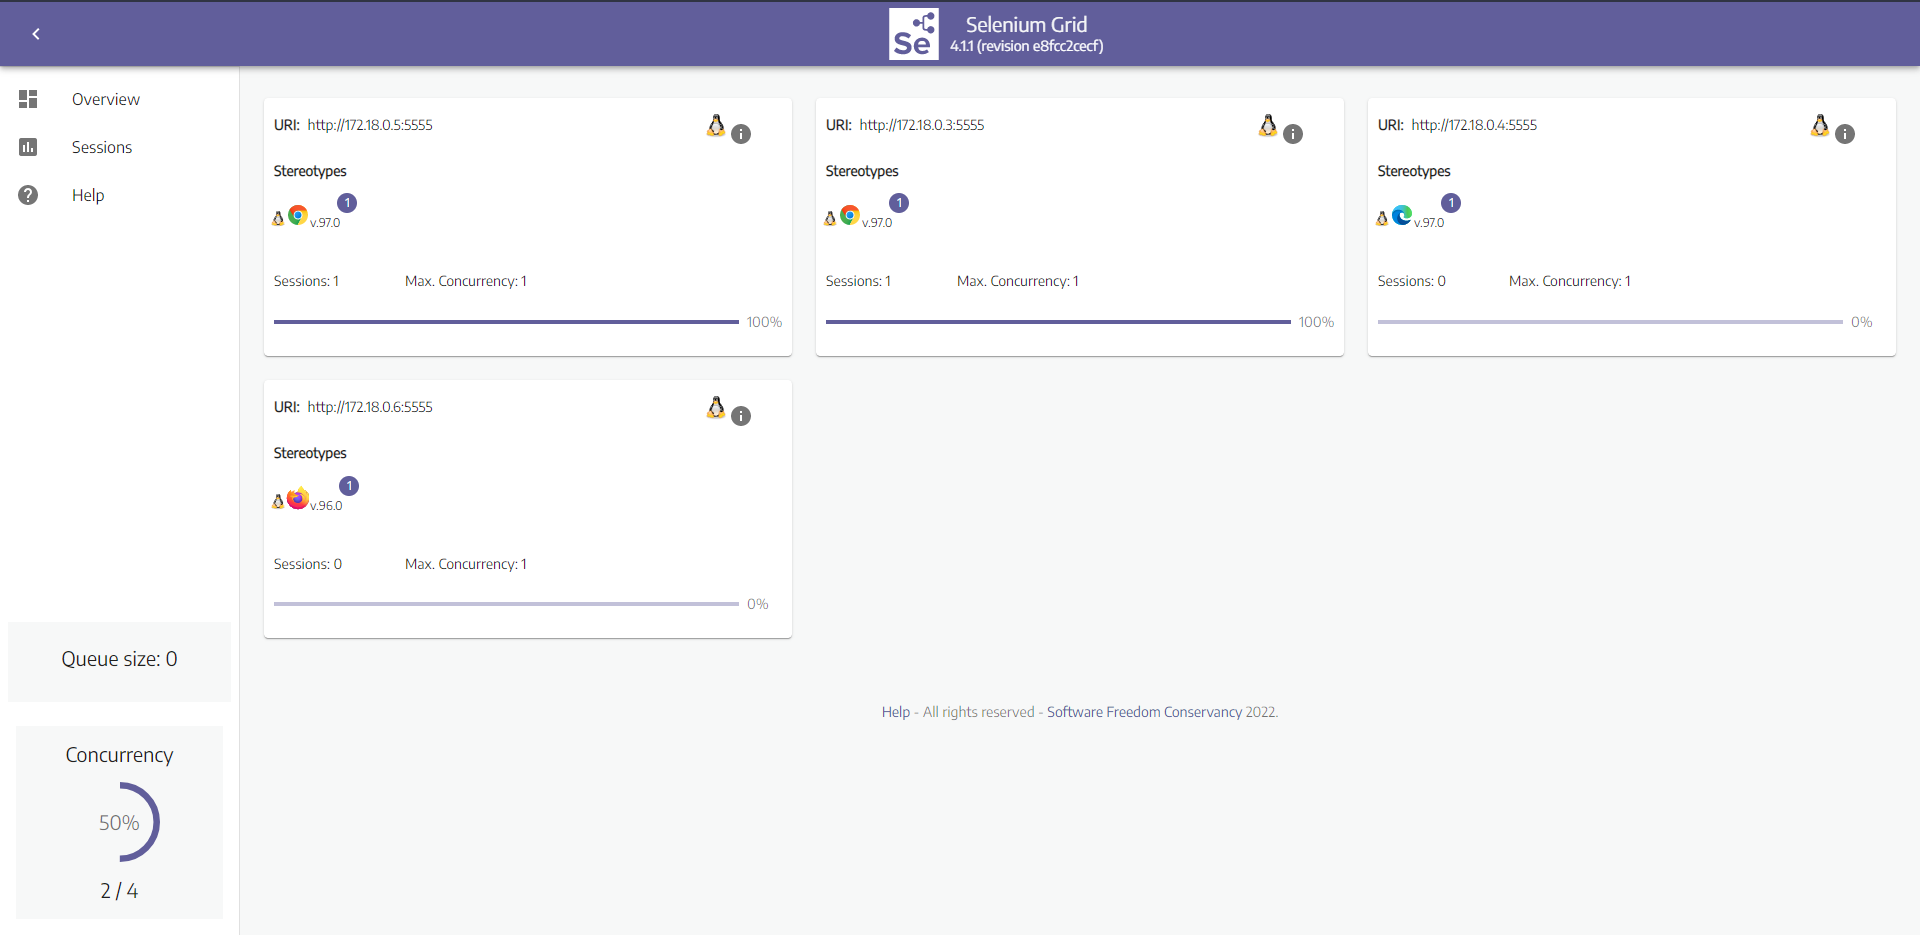 Se
Selenium Grid
4.1.1 (revision e8fcc2cecf)
Overview
Sessions
Help
Queue size: 0
Concurrency
50%
2 / 4
URI: http://172.18.0.5:5555
Stereotypes
1
v.97.0
Sessions: 1 Max. Concurrency: 1
100%
URI: http://172.18.0.3:5555
Stereotypes
1
v.97.0
Sessions: 1 Max. Concurrency: 1
100%
URI: http://172.18.0.4:5555
Stereotypes
1
v.97.0
Sessions: 0 Max. Concurrency: 1
0%
URI: http://172.18.0.6:5555
Stereotypes
1
v.96.0
Sessions: 0 Max. Concurrency: 1
0%
Help - All rights reserved - Software Freedom Conservancy 2022.